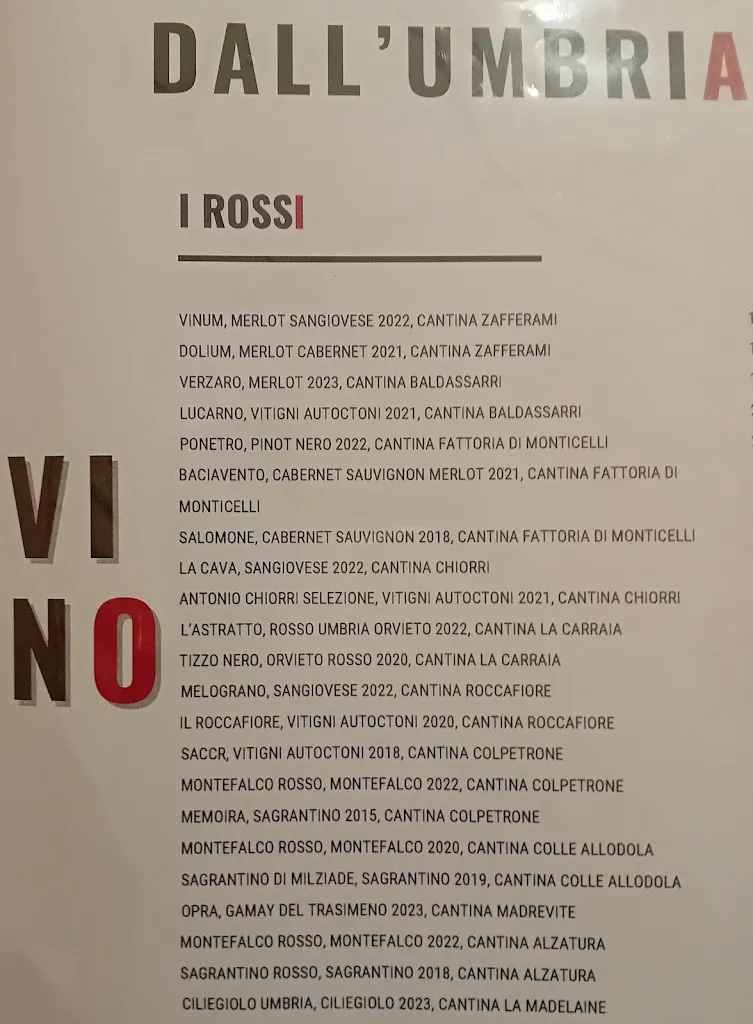 DALL'UMBRIA
I ROSSI
VINUM, MERLOT SANGIOVESE 2022, CANTINA ZAFFERAMI
DOLIUM, MERLOT CABERNET 2021, CANTINA ZAFFERAMI
VERZARO, MERLOT 2023, CANTINA BALDASSARRI
LUCARNO, VITIGNI AUTOCTONI 2021, CANTINA BALDASSARRI
PONETRO, PINOT NERO 2022, CANTINA FATTORIA DI MONTICELLI
BACIAVENTO, CABERNET SAUVIGNON MERLOT 2021, CANTINA FATTORIA DI
MONTICELLI
SALOMONE, CABERNET SAUVIGNON 2018, CANTINA FATTORIA DI MONTICELLI
LA CAVA, SANGIOVESE 2022, CANTINA CHIORRI
ANTONIO CHIORRI SELEZIONE, VITIGNI AUTOCTONI 2021, CANTINA CHIORRI
L'ASTRATTO, ROSSO UMBRIA ORVIETO 2022, CANTINA LA CARRAIA
TIZZO NERO, ORVIETO ROSSO 2020, CANTINA LA CARRAIA
MELOGRANO, SANGIOVESE 2022, CANTINA ROCCAFIORE
IL ROCCAFIORE, VITIGNI AUTOCTONI 2020, CANTINA ROCCAFIORE
SACCR, VITIGNI AUTOCTONI 2018, CANTINA COLPETRONE
MONTEFALCO ROSSO, MONTEFALCO 2022, CANTINA COLPETRONE
MEMOIRA, SAGRANTINO 2015, CANTINA COLPETRONE
MONTEFALCO ROSSO, MONTEFALCO 2020, CANTINA COLLE ALLODOLA
SAGRANTINO DI MILZIADE, SAGRANTINO 2019, CANTINA COLLE ALLODOLA
OPRA, GAMAY DEL TRASIMENO 2023, CANTINA MADREVITE
MONTEFALCO ROSSO, MONTEFALCO 2022, CANTINA ALZATURA
SAGRANTINO ROSSO, SAGRANTINO 2018, CANTINA ALZATURA
CILIEGIOLO UMBRIA, CILIEGIOLO 2023, CANTINA LA MADELAINE
VI
NO